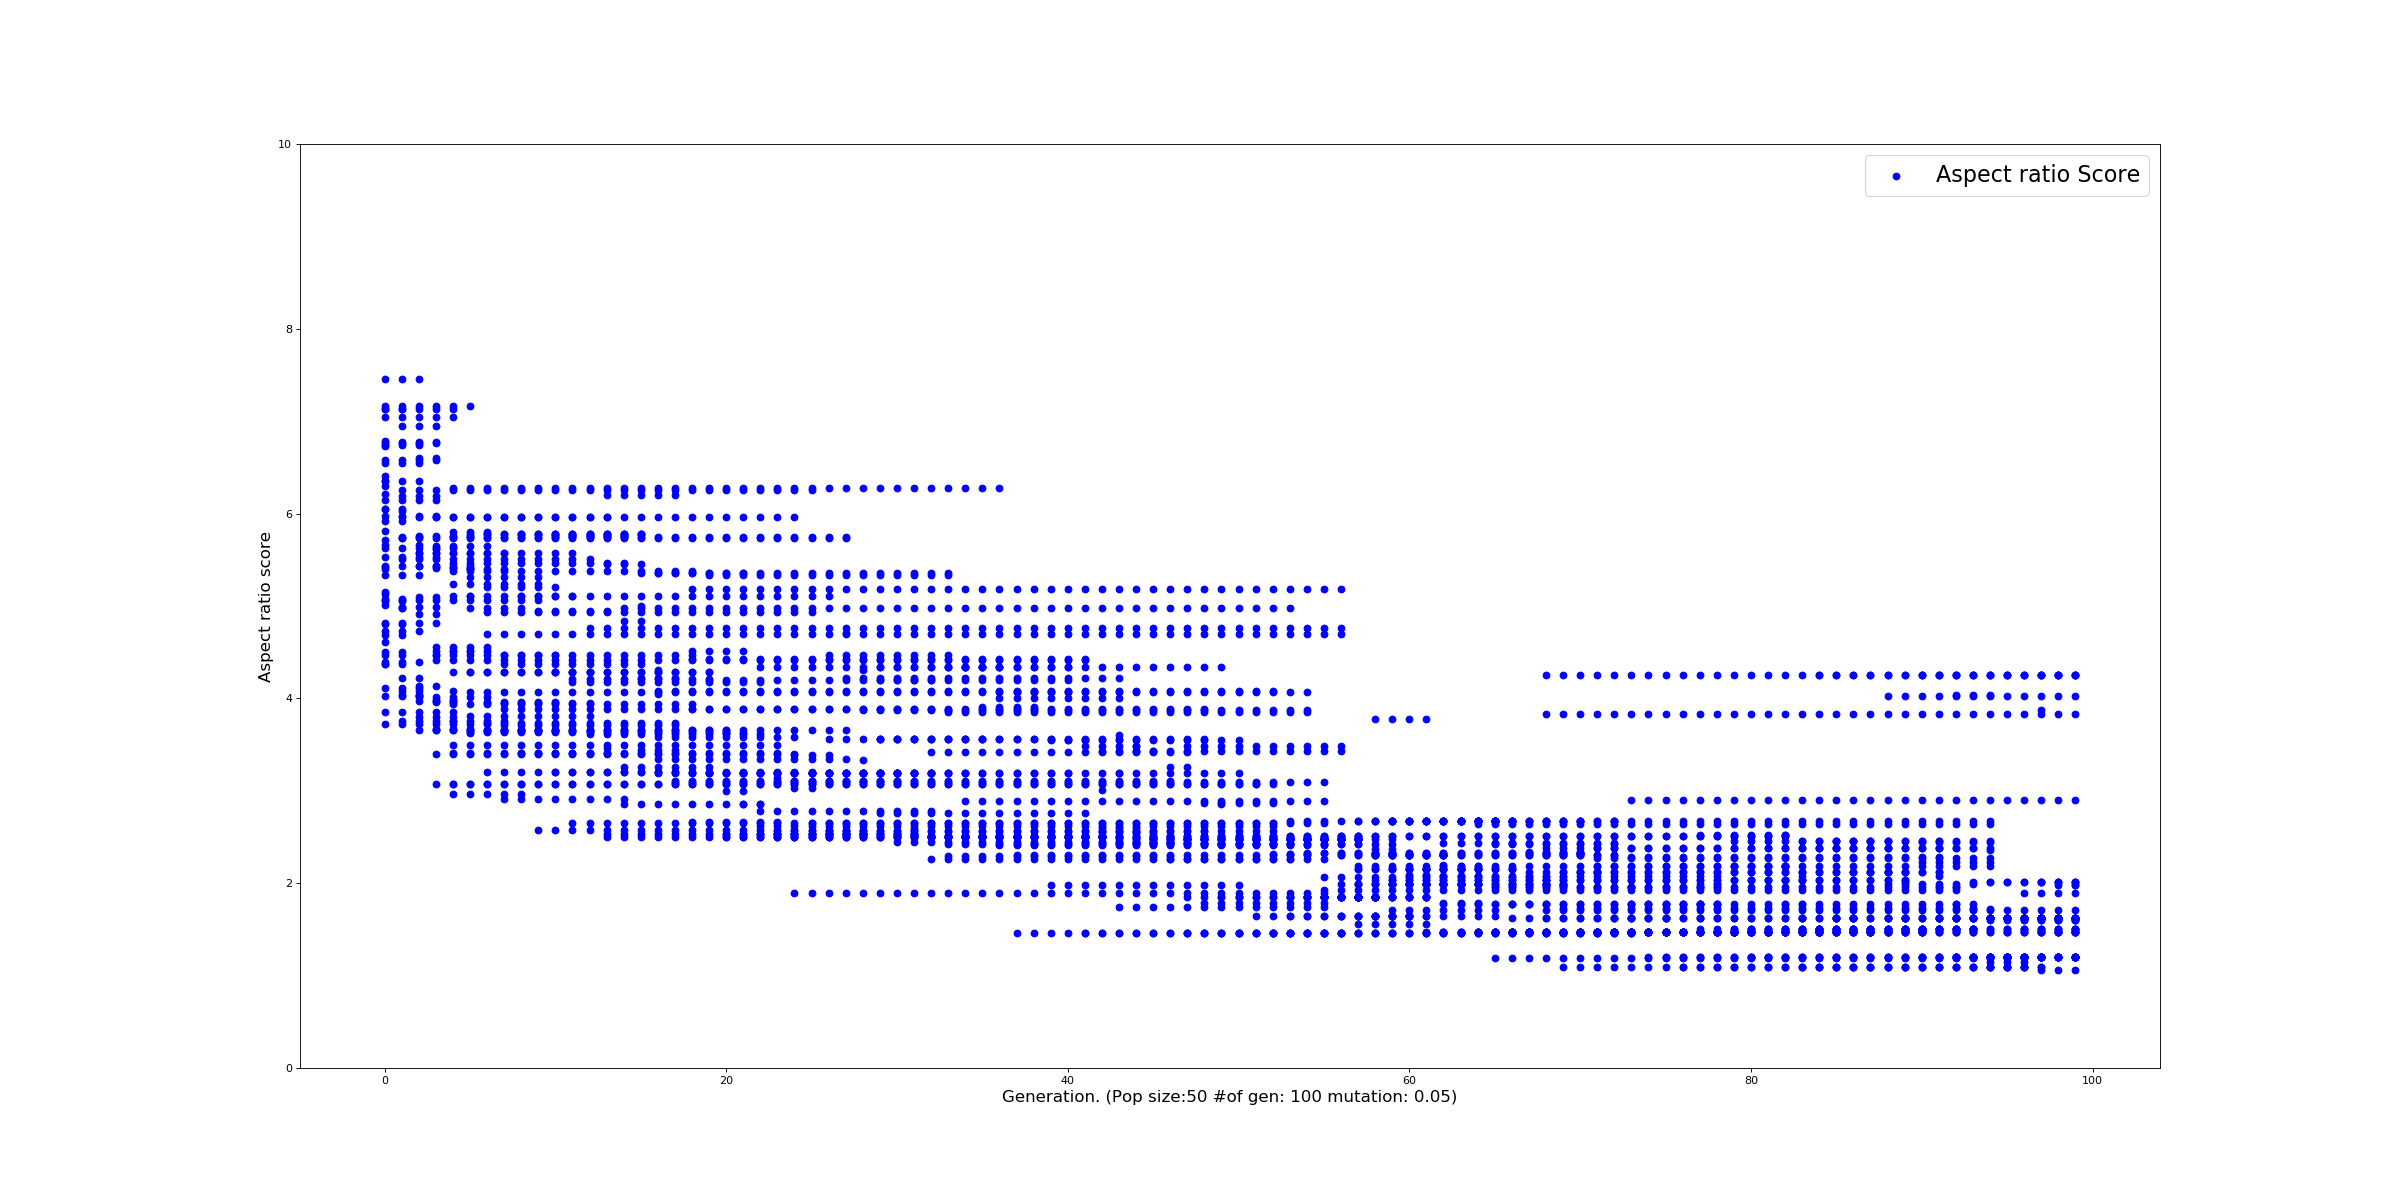 10
Aspect ratio Score
8
6
Aspect ratio score
4
2
0
0 20 40 60 80 100
Generation. (Pop size:50 #of gen: 100 mutation: 0.05)